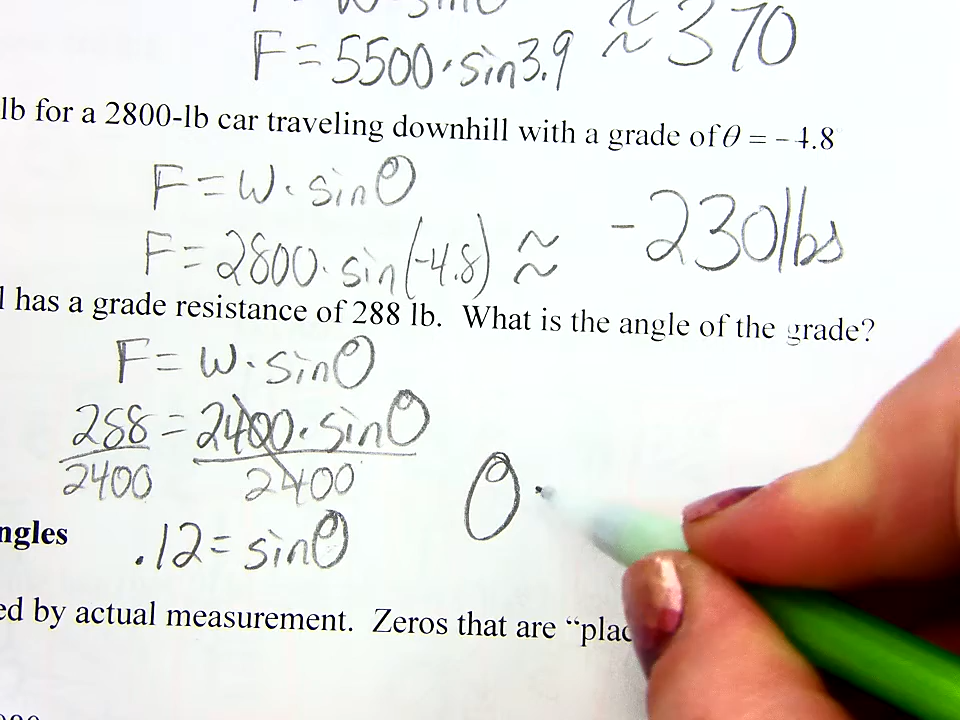 F = W · sinθ
F = 5500 · sin3.9 ≈ 370
lb for a 2800-lb car traveling downhill with a grade of θ = -4.8
F = W · sinθ
F = 2800 · sin(-4.8) ≈ -230lbs
l has a grade resistance of 288 lb. What is the angle of the grade?
F = W · sinθ
288 = 2400 · sinθ
2400 2400
θ
ngles
.12 = sinθ
ed by actual measurement. Zeros that are “plac